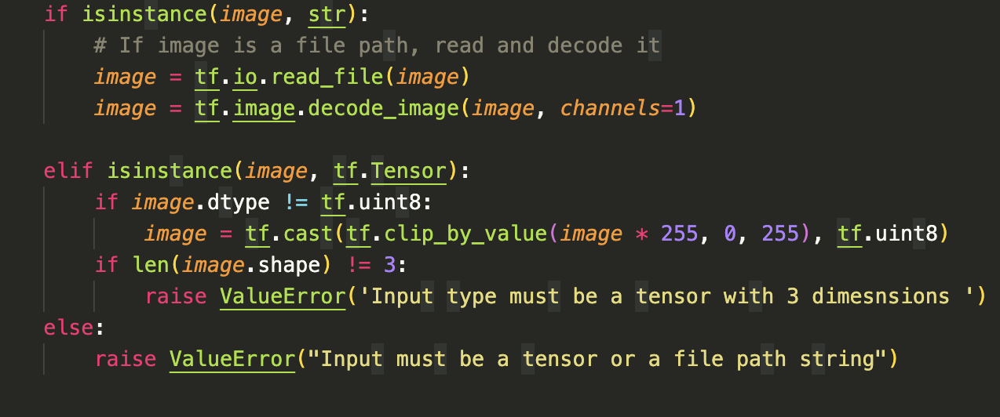 if isinstance(image, str):
# If image is a file path, read and decode it
image = tf.io.read_file(image)
image = tf.image.decode_image(image, channels=1)
elif isinstance(image, tf.Tensor):
if image.dtype != tf.uint8:
image = tf.cast(tf.clip_by_value(image * 255, 0, 255), tf.uint8)
if len(image.shape) != 3:
raise ValueError('Input type must be a tensor with 3 dimesnsions ')
else:
raise ValueError("Input must be a tensor or a file path string")